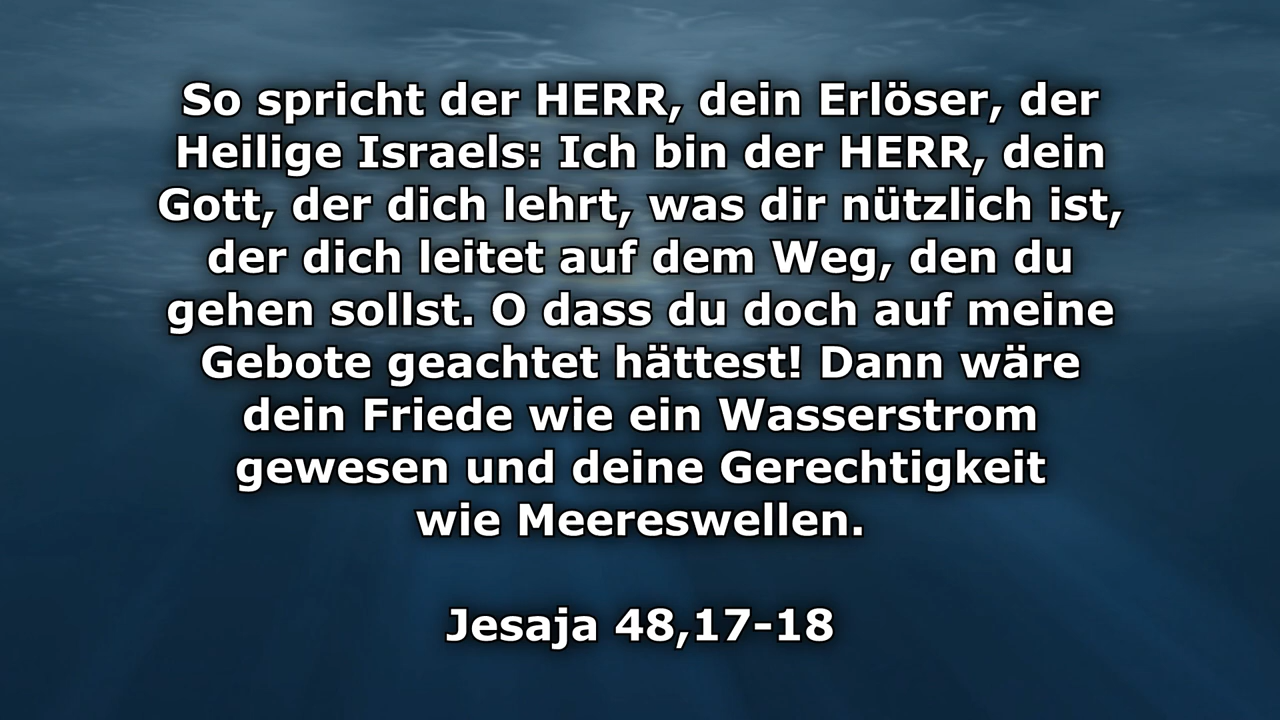 So spricht der HERR, dein Erlöser, der
Heilige Israels: Ich bin der HERR, dein
Gott, der dich lehrt, was dir nützlich ist,
der dich leitet auf dem Weg, den du
gehen sollst. O dass du doch auf meine
Gebote geachtet hättest! Dann wäre
dein Friede wie ein Wasserstrom
gewesen und deine Gerechtigkeit
wie Meereswellen.
Jesaja 48,17-18